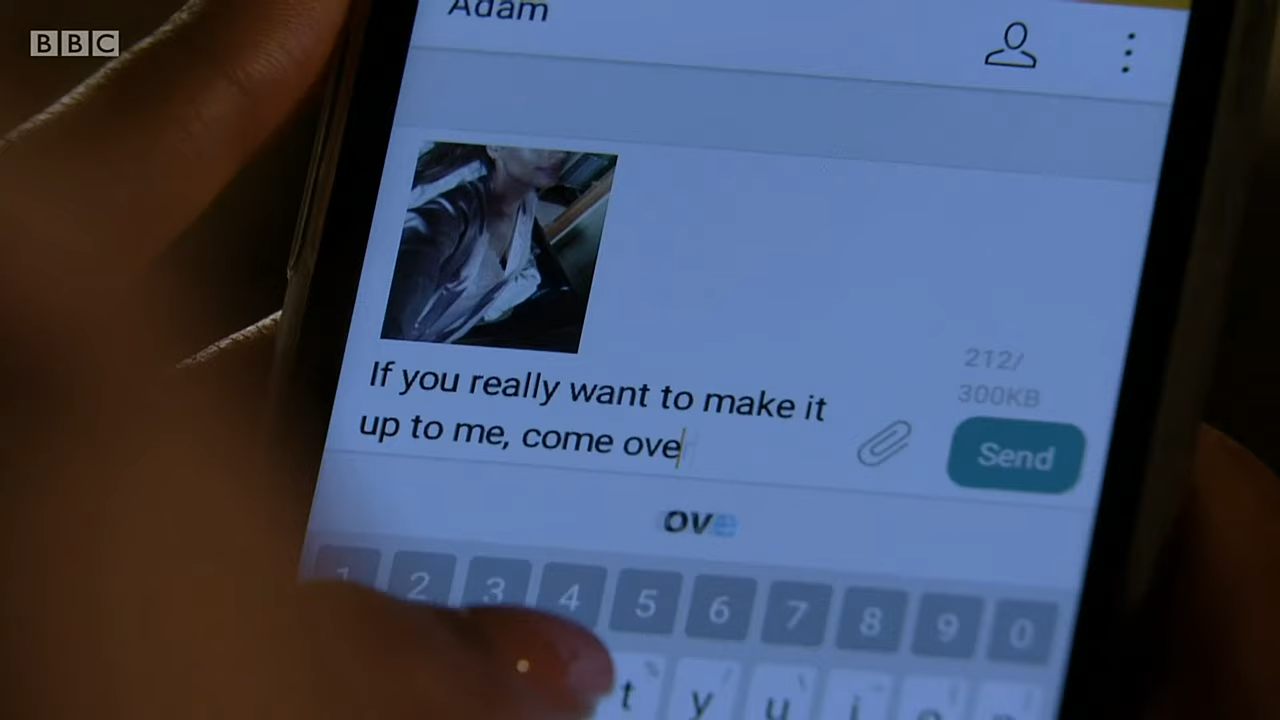 BBC
Adam
212/
300KB
If you really want to make it
up to me, come ove
Send
ove
1 2 3 4 5 6 7 8 9 0
t y u i